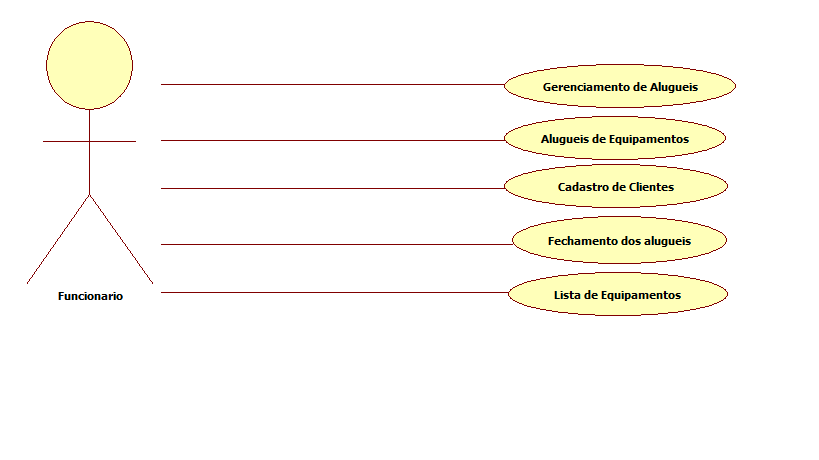 Gerenciamento de Alugueis
Alugueis de Equipamentos
Cadastro de Clientes
Fechamento dos alugueis
Lista de Equipamentos
Funcionario